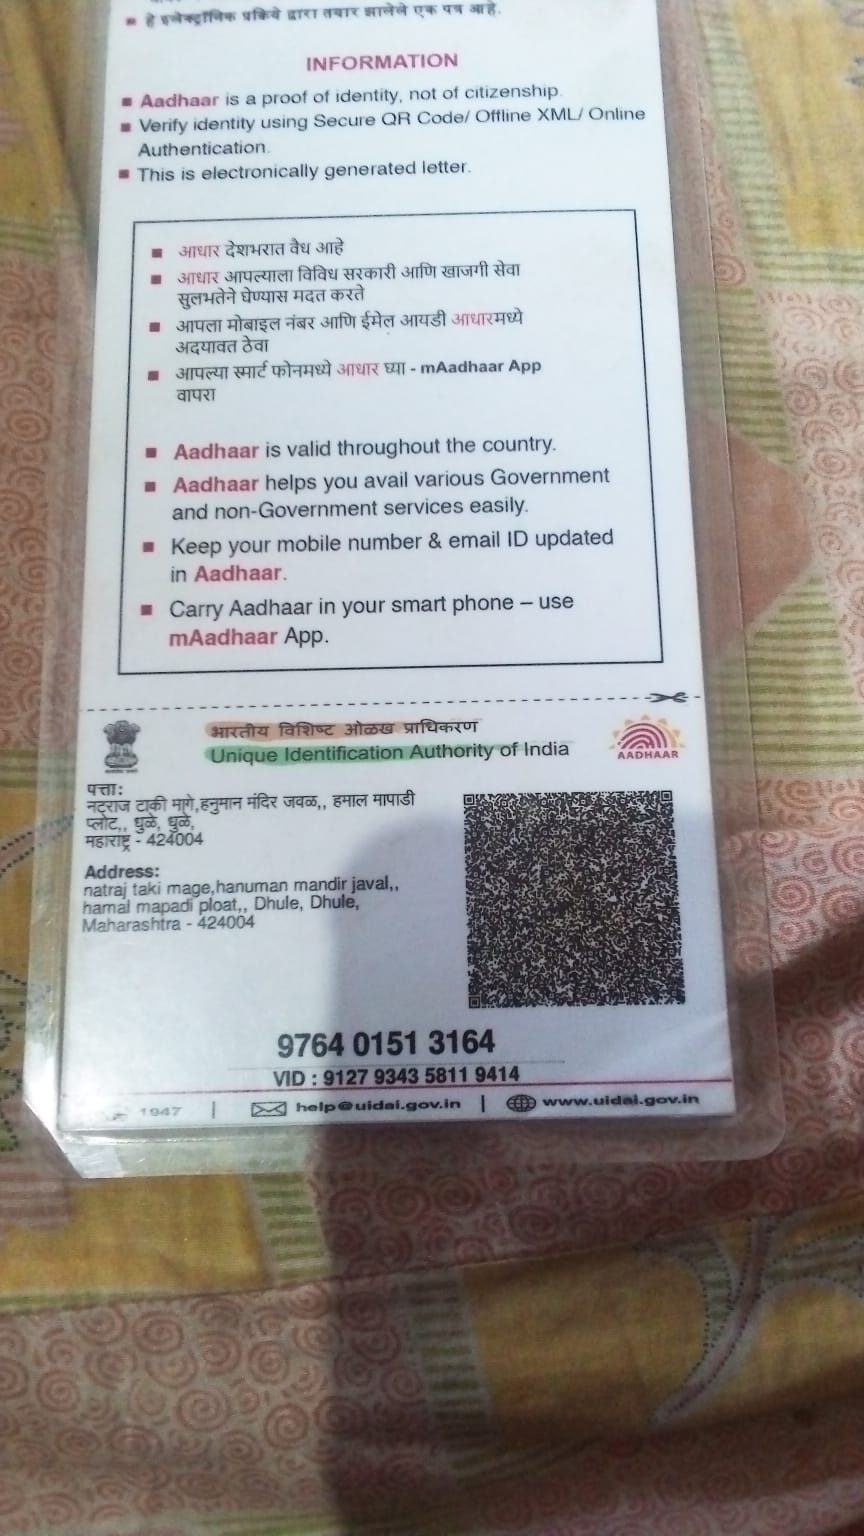 ■ हे इलेक्ट्रॉनिक प्रक्रिये द्वारा तयार झालेले एक पत्र आहे.
INFORMATION
■ Aadhaar is a proof of identity, not of citizenship.
■ Verify identity using Secure QR Code/ Offline XML/ Online
Authentication.
■ This is electronically generated letter.
■ आधार देशभरात वैध आहे
■ आधार आपल्याला विविध सरकारी आणि खाजगी सेवा
सुलभतेने घेण्यास मदत करते
■ आपला मोबाइल नंबर आणि ईमेल आयडी आधारमध्ये
अदयावत ठेवा
■ आपल्या स्मार्ट फोनमध्ये आधार घ्या - mAadhaar App
वापरा
■ Aadhaar is valid throughout the country.
■ Aadhaar helps you avail various Government
and non-Government services easily.
■ Keep your mobile number & email ID updated
in Aadhaar.
■ Carry Aadhaar in your smart phone – use
mAadhaar App.
भारतीय विशिष्ट ओळख प्राधिकरण
Unique Identification Authority of India
AADHAAR
पत्ता:
नटराज टाकी मागे,हनुमान मंदिर जवळ,, हमाल मापाडी
प्लोट,, धुळे, धुळे,
महाराष्ट्र - 424004
Address:
natraj taki mage,hanuman mandir javal,,
hamal mapadi ploat,, Dhule, Dhule,
Maharashtra - 424004
9764 0151 3164
VID : 9127 9343 5811 9414
1947 | help@uidai.gov.in | www.uidai.gov.in